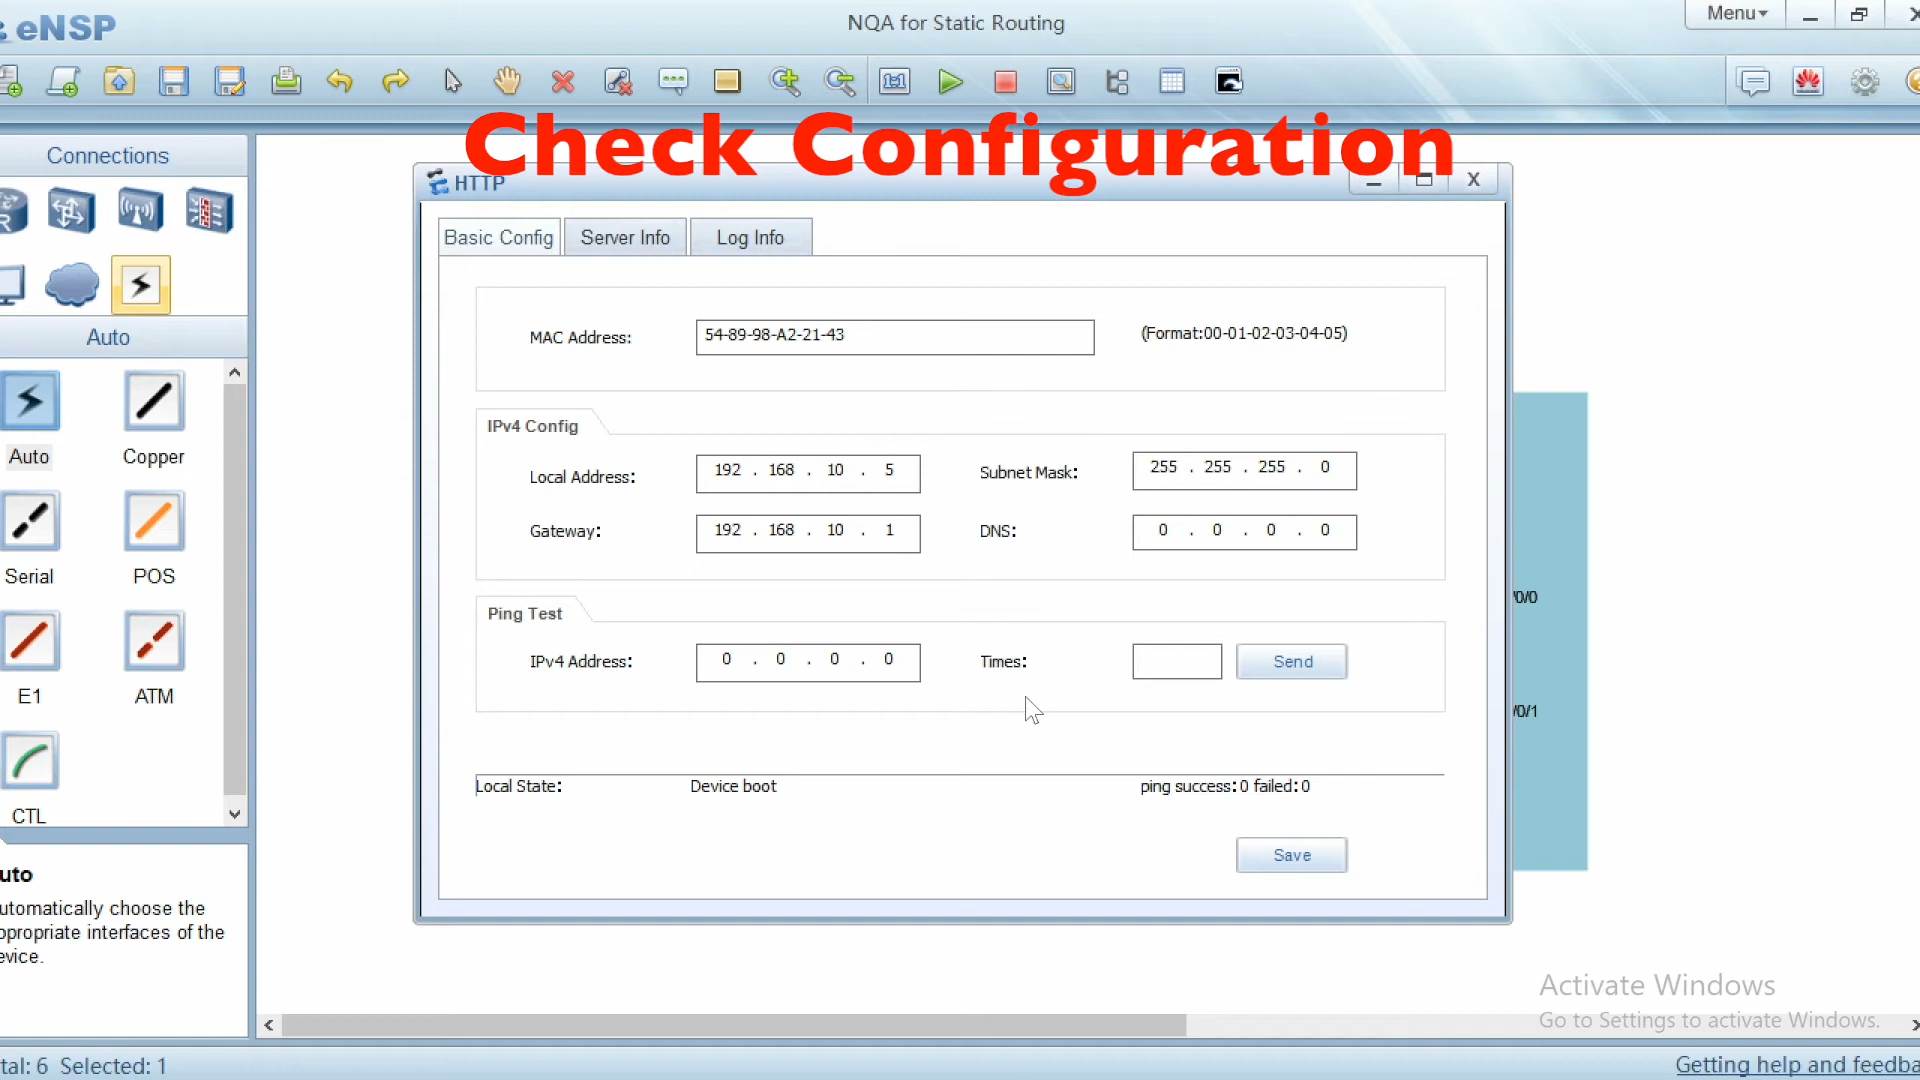 eNSP
NQA for Static Routing
Menu
Check Configuration
Connections
HTTP
Basic Config
Server Info
Log Info
MAC Address:
54-89-98-A2-21-43
(Format:00-01-02-03-04-05)
Auto
IPv4 Config
Local Address:
192 . 168 . 10 . 5
Subnet Mask:
255 . 255 . 255 . 0
Auto
Copper
Gateway:
192 . 168 . 10 . 1
DNS:
0 . 0 . 0 . 0
Serial
POS
/0/0
Ping Test
IPv4 Address:
0 . 0 . 0 . 0
Times:
Send
E1
ATM
/0/1
Local State:
Device boot
ping success:0 failed:0
CTL
Save
uto
utomatically choose the
ppropriate interfaces of the
evice.
Activate Windows
Go to Settings to activate Windows.
tal: 6 Selected: 1
Getting help and feedba